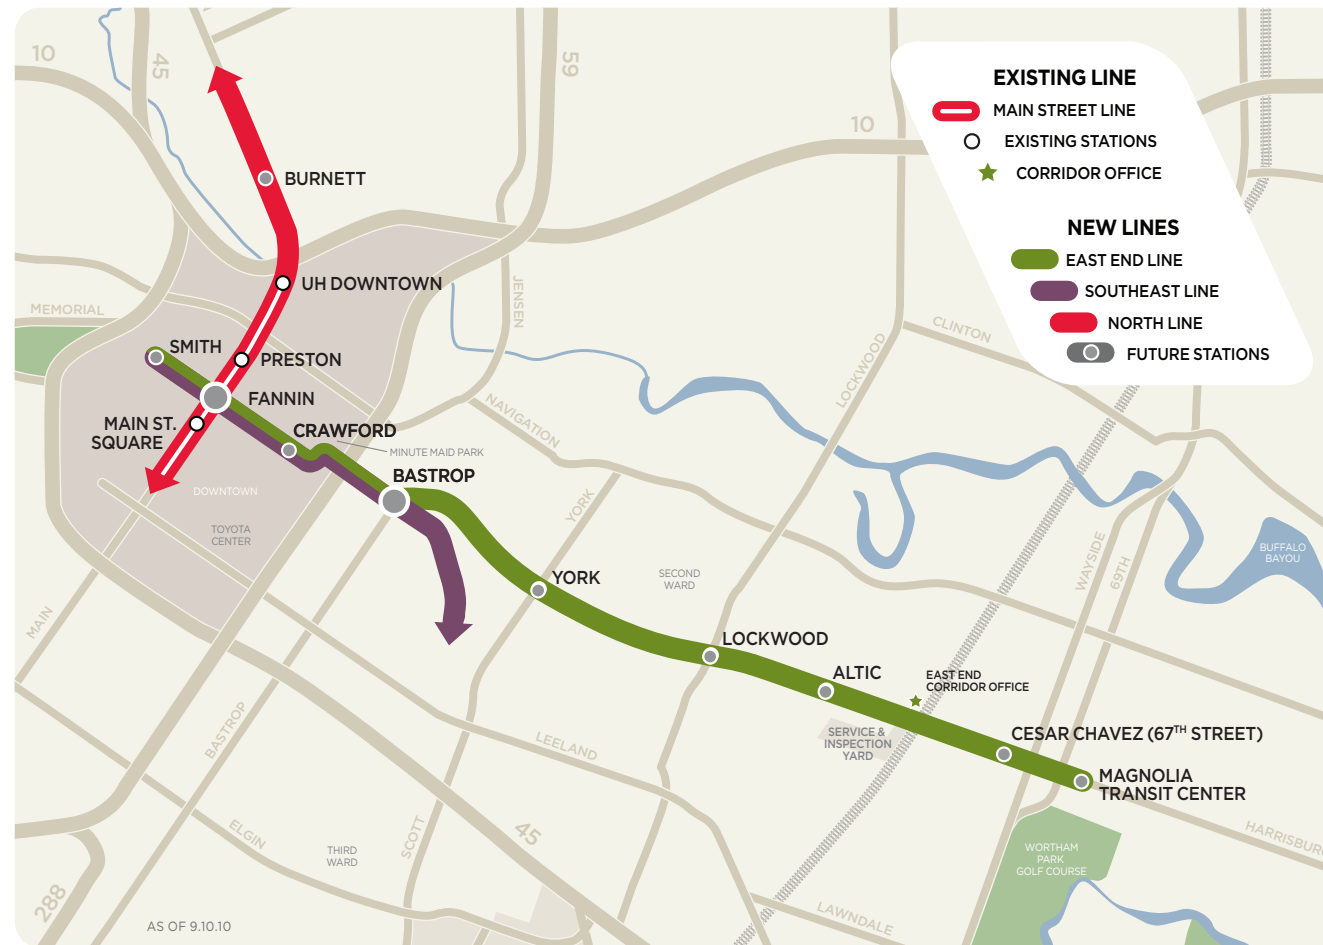 10
45
59
10
EXISTING LINE
MAIN STREET LINE
EXISTING STATIONS
CORRIDOR OFFICE
NEW LINES
EAST END LINE
SOUTHEAST LINE
NORTH LINE
FUTURE STATIONS
BURNETT
UH DOWNTOWN
JENSEN
MEMORIAL
SMITH
PRESTON
FANNIN
MAIN ST.
SQUARE
CRAWFORD
MINUTE MAID PARK
BASTROP
CLINTON
LOCKWOOD
NAVIGATION
DOWNTOWN
TOYOTA
CENTER
YORK
YORK
SECOND
WARD
WAYSIDE
69TH
BUFFALO
BAYOU
MAIN
LOCKWOOD
ALTIC
EAST END
CORRIDOR OFFICE
BASTROP
LEELAND
SERVICE &
INSPECTION
YARD
CESAR CHAVEZ (67TH STREET)
MAGNOLIA
TRANSIT CENTER
HARRISBURG
ELGIN
THIRD
WARD
SCOTT
45
WORTHAM
PARK
GOLF COURSE
288
AS OF 9.10.10
LAWNDALE